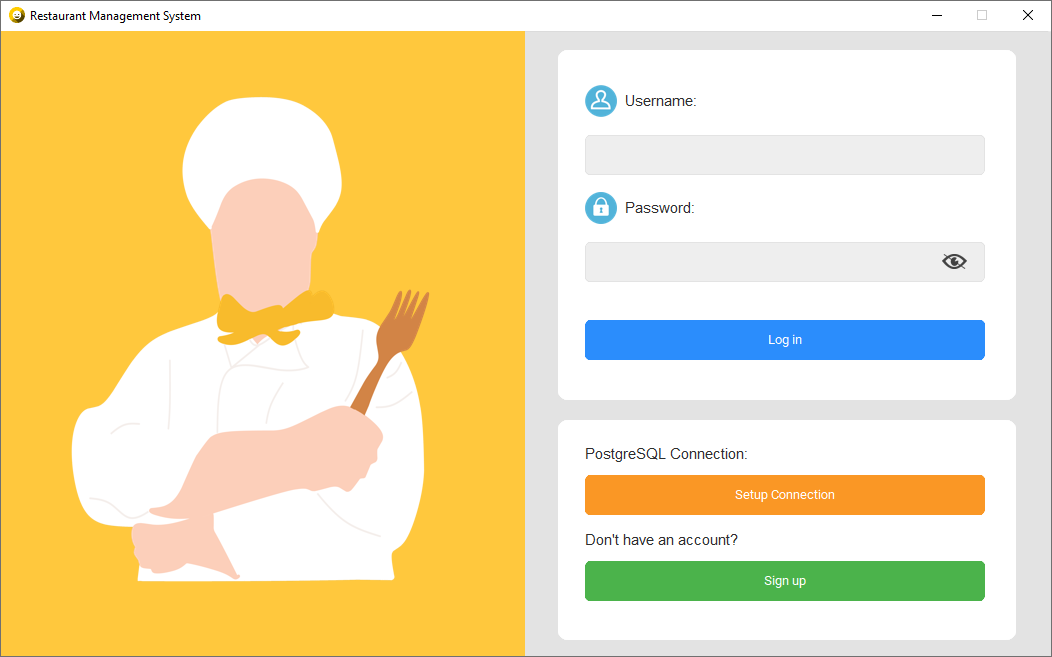 Restaurant Management System
Username:
Password:
Log in
PostgreSQL Connection:
Setup Connection
Don't have an account?
Sign up